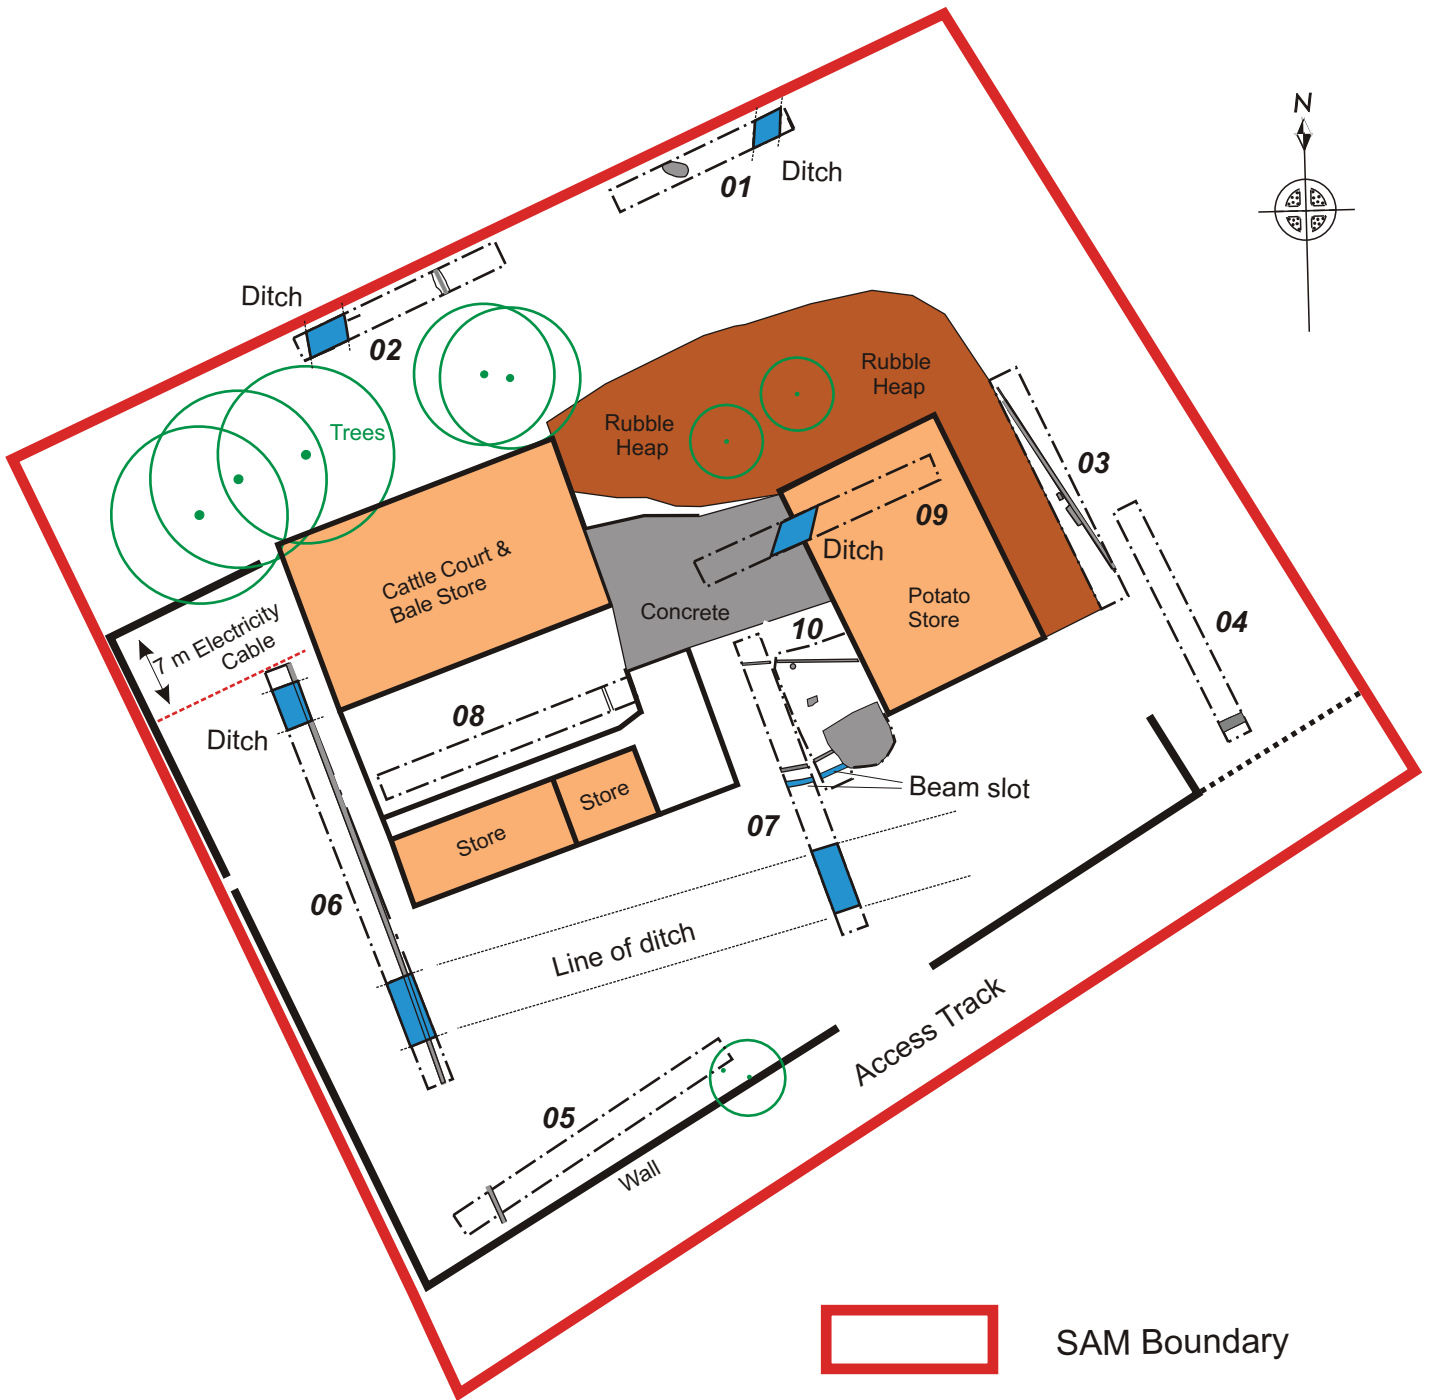 N
01
Ditch
Ditch
02
Trees
Rubble
Heap
Rubble
Heap
03
09
Ditch
Cattle Court &
Bale Store
Concrete
Potato
Store
04
10
7 m Electricity
Cable
Ditch
08
Beam slot
Store
Store
07
06
Line of ditch
Access Track
05
Wall
SAM Boundary